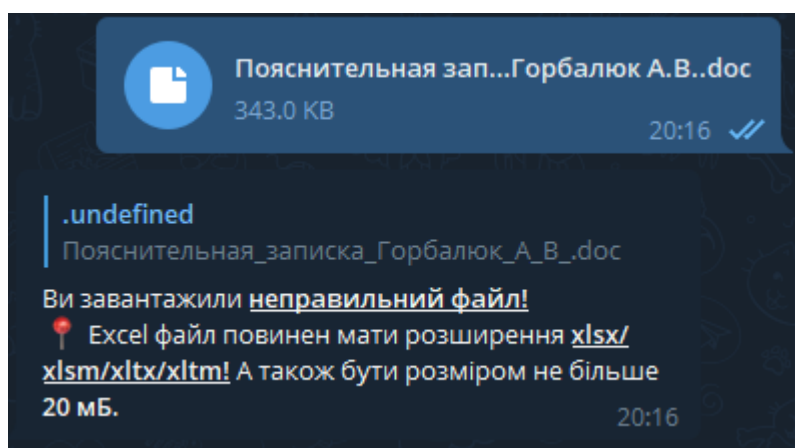 Пояснительная зап...Горбалюк А.В..doc
343.0 KB
20:16
.undefined
Пояснительная_записка_Горбалюк_А_В_.doc
Ви завантажили неправильний файл!
📍 Excel файл повинен мати розширення xlsx/
xlsm/xltx/xltm! А також бути розміром не більше
20 мБ.
20:16